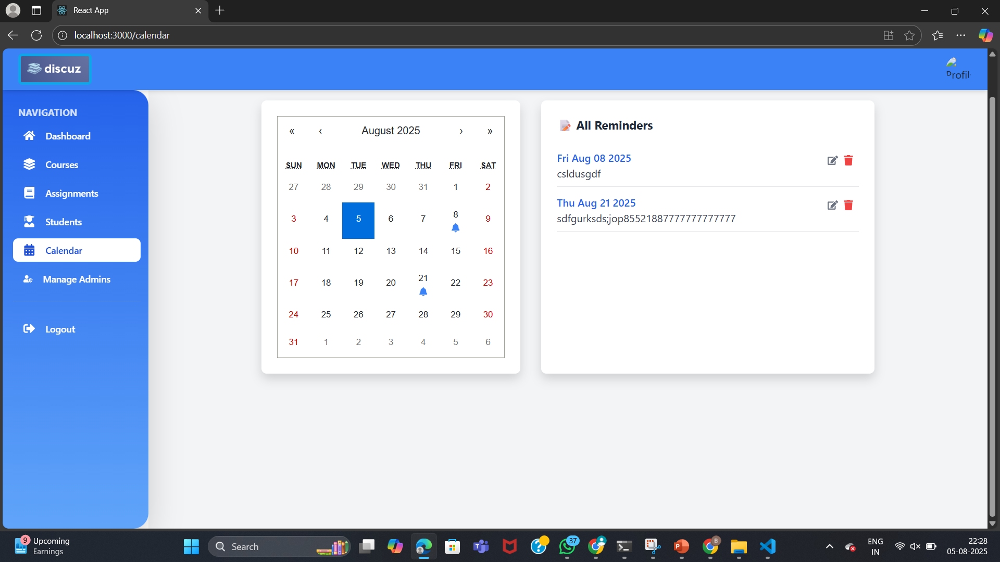 React App
localhost:3000/calendar
discuz
Profil
NAVIGATION
Dashboard
Courses
Assignments
Students
Calendar
Manage Admins
Logout
« ‹ August 2025 › »
SUN MON TUE WED THU FRI SAT
27 28 29 30 31 1 2
3 4 5 6 7 8 9
10 11 12 13 14 15 16
17 18 19 20 21 22 23
24 25 26 27 28 29 30
31 1 2 3 4 5 6
All Reminders
Fri Aug 08 2025
csldusgdf
Thu Aug 21 2025
sdfgurksds;jop85521887777777777777
9
Upcoming
Earnings
Search
37
B
ENG
IN
22:28
05-08-2025